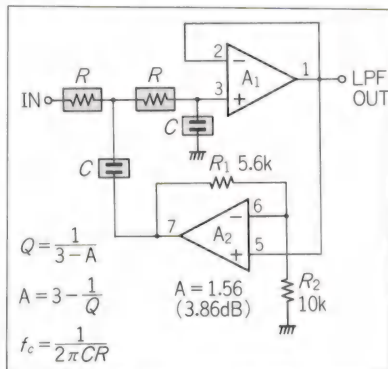 R
R
2
−
A₁
1
LPF
OUT
IN
3
+
C
C
R₁ 5.6k
7
−
6
A₂
+
5
Q=1/(3−A)
A=3−1/Q
f_c=1/(2πCR)
A=1.56
(3.86dB)
R₂
10k